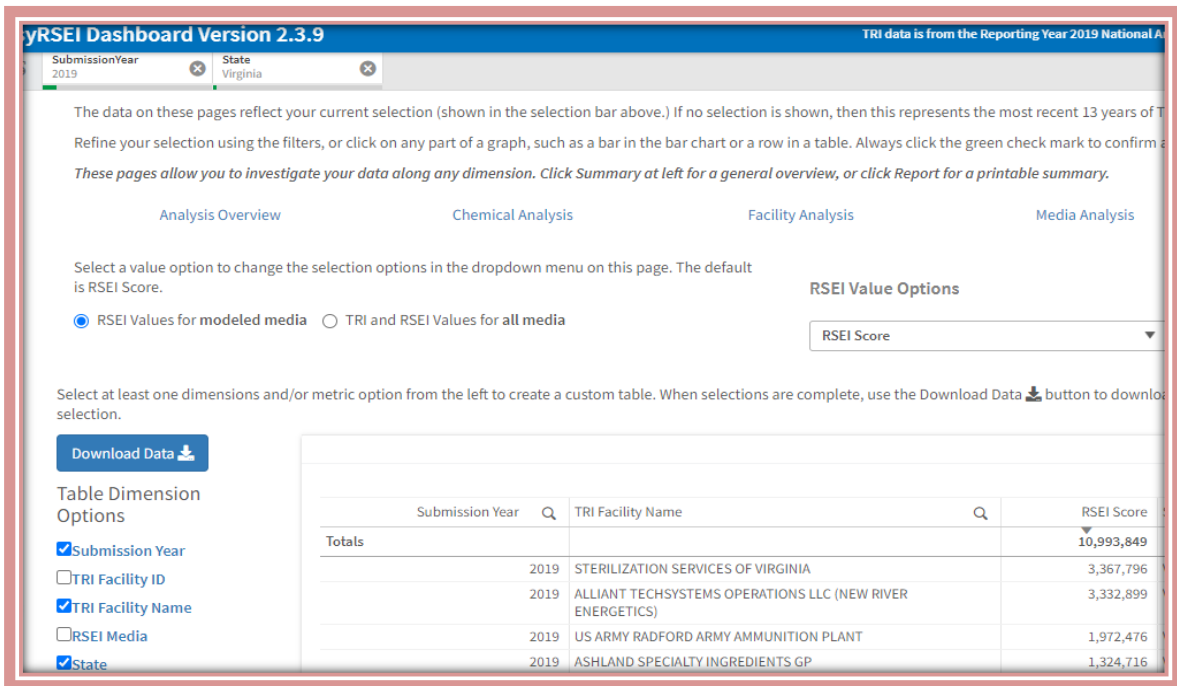 yRSEI Dashboard Version 2.3.9
TRI data is from the Reporting Year 2019 National A
SubmissionYear
2019
State
Virginia
The data on these pages reflect your current selection (shown in the selection bar above.) If no selection is shown, then this represents the most recent 13 years of T
Refine your selection using the filters, or click on any part of a graph, such as a bar in the bar chart or a row in a table. Always click the green check mark to confirm a
These pages allow you to investigate your data along any dimension. Click Summary at left for a general overview, or click Report for a printable summary.
Analysis Overview Chemical Analysis Facility Analysis Media Analysis
Select a value option to change the selection options in the dropdown menu on this page. The default
is RSEI Score.
RSEI Values for modeled media TRI and RSEI Values for all media
RSEI Value Options
RSEI Score
Select at least one dimensions and/or metric option from the left to create a custom table. When selections are complete, use the Download Data button to downloa
selection.
Download Data
Table Dimension
Options
Submission Year
TRI Facility ID
TRI Facility Name
RSEI Media
State
Submission Year TRI Facility Name RSEI Score
Totals 10,993,849
2019 STERILIZATION SERVICES OF VIRGINIA 3,367,796
2019 ALLIANT TECHSYSTEMS OPERATIONS LLC (NEW RIVER 3,332,899
ENERGETICS)
2019 US ARMY RADFORD ARMY AMMUNITION PLANT 1,972,476
2019 ASHLAND SPECIALTY INGREDIENTS GP 1,324,716